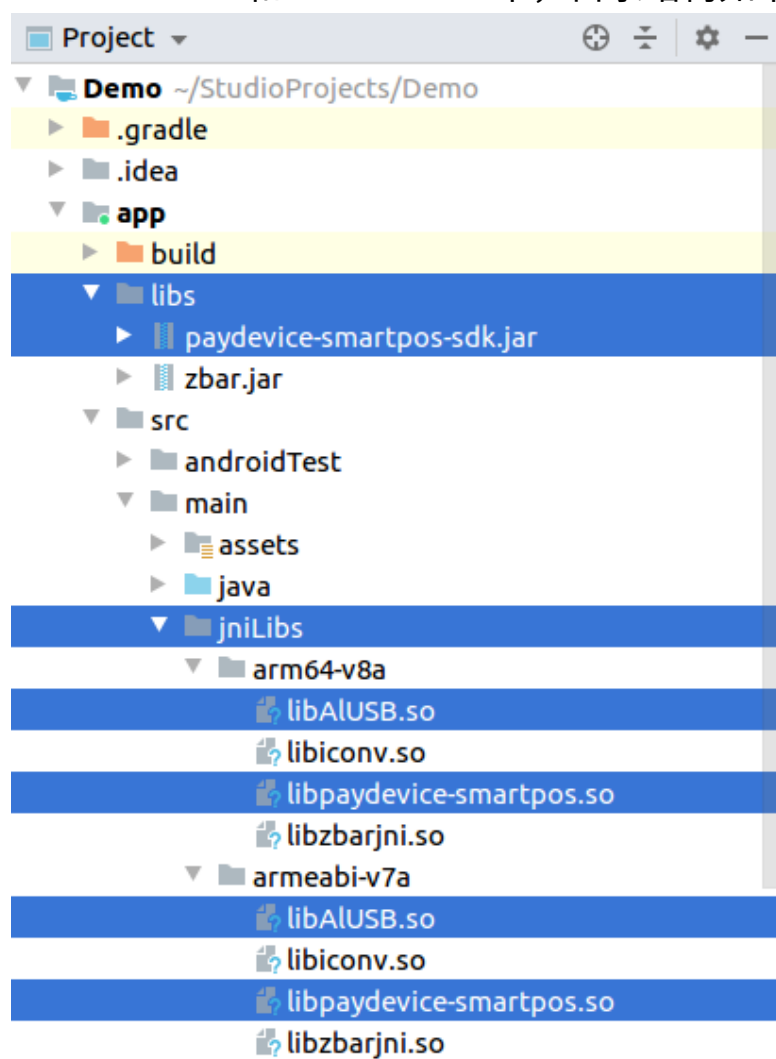 Project
Demo ~/StudioProjects/Demo
.gradle
.idea
app
build
libs
paydevice-smartpos-sdk.jar
zbar.jar
src
androidTest
main
assets
java
jniLibs
arm64-v8a
libAlUSB.so
libiconv.so
libpaydevice-smartpos.so
libzbarjni.so
armeabi-v7a
libAlUSB.so
libiconv.so
libpaydevice-smartpos.so
libzbarjni.so